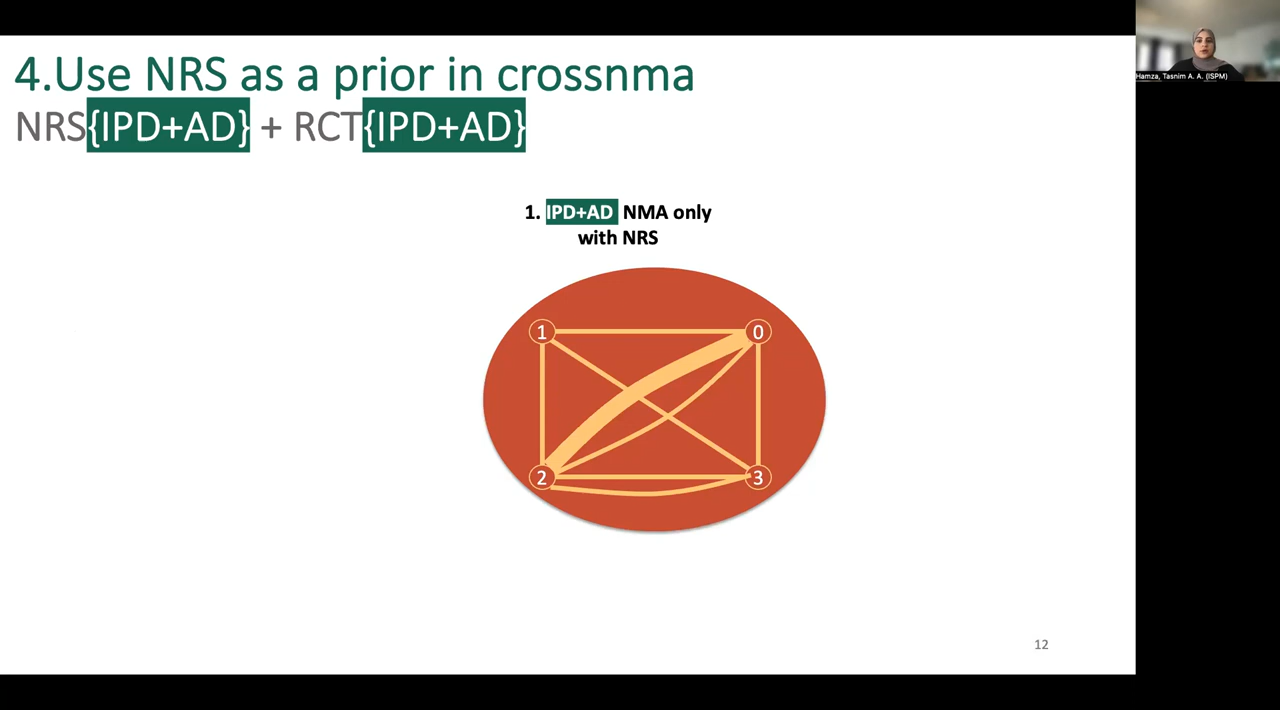 4.Use NRS as a prior in crossnma
NRS{IPD+AD} + RCT{IPD+AD}
1. IPD+AD NMA only
with NRS
1
0
2
3
12
Hamza, Tasnim A. A. (ISPM)